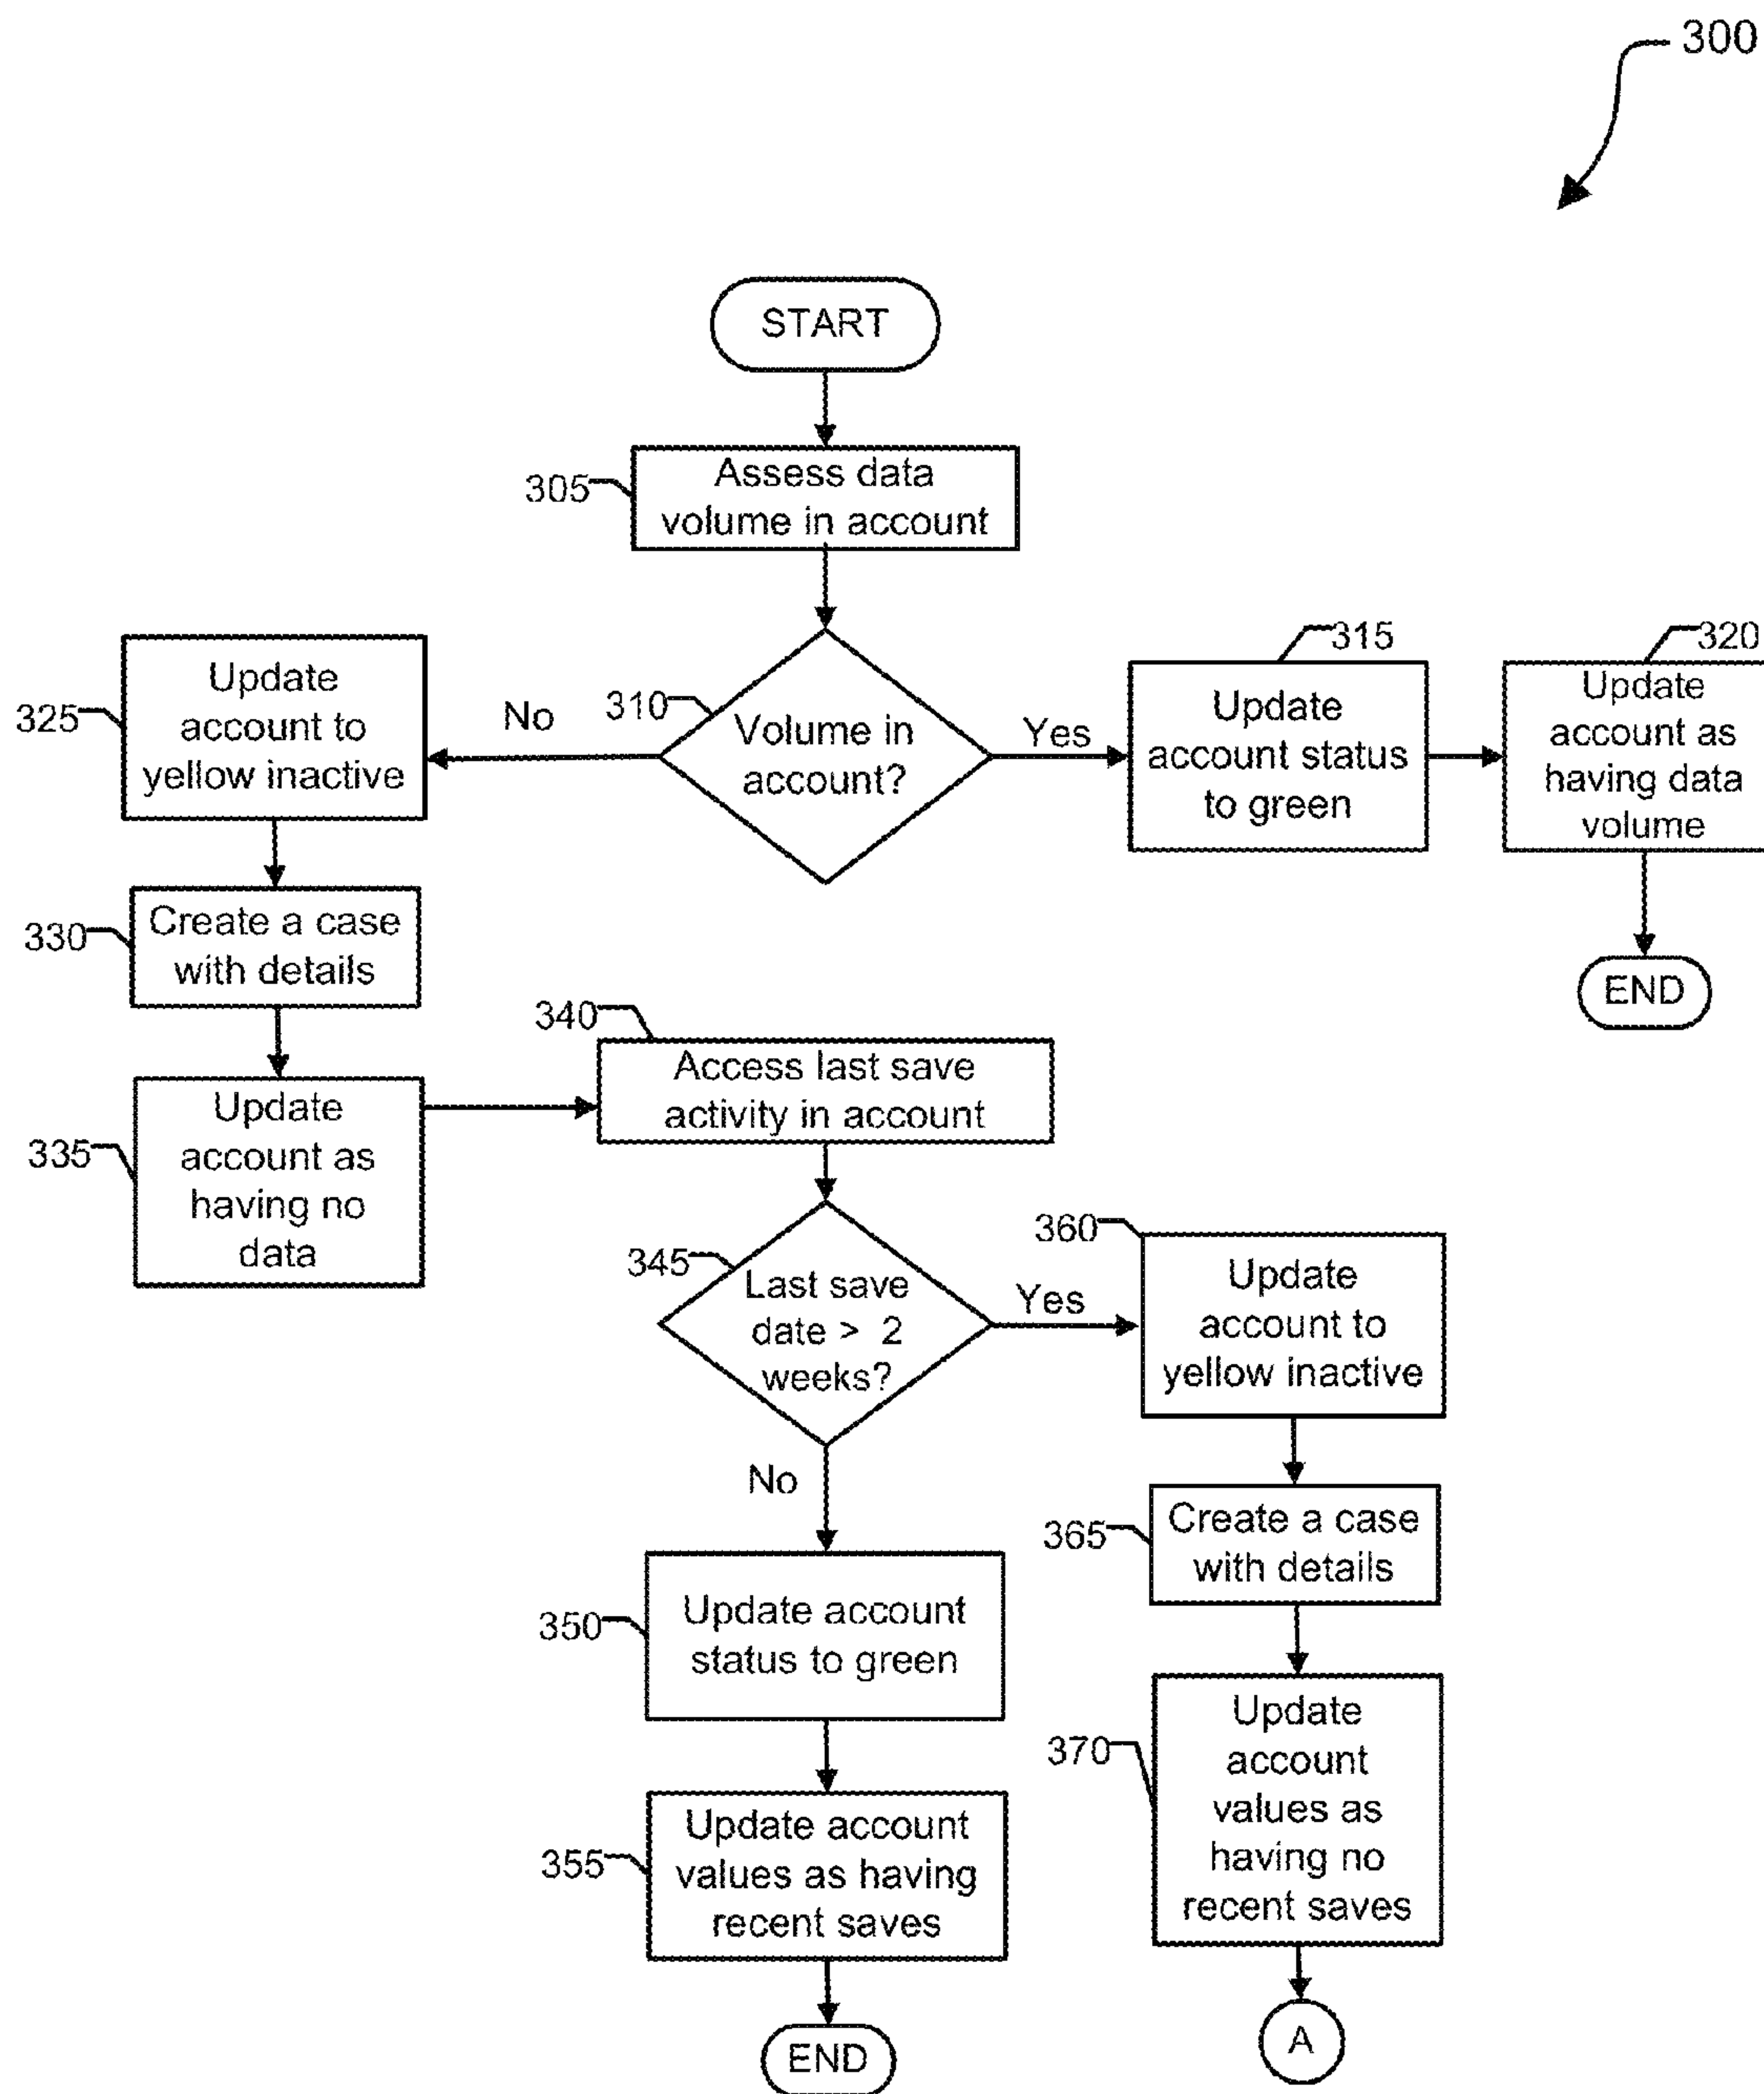 300
START
305
Assess data
volume in account
310
Volume in
account?
No
Yes
315
Update
account status
to green
320
Update
account as
having data
volume
END
325
Update
account to
yellow inactive
330
Create a case
with details
335
Update
account as
having no
data
340
Access last save
activity in account
345
Last save
date > 2
weeks?
Yes
No
360
Update
account to
yellow inactive
365
Create a case
with details
370
Update
account
values as
having no
recent saves
A
350
Update account
status to green
355
Update account
values as having
recent saves
END